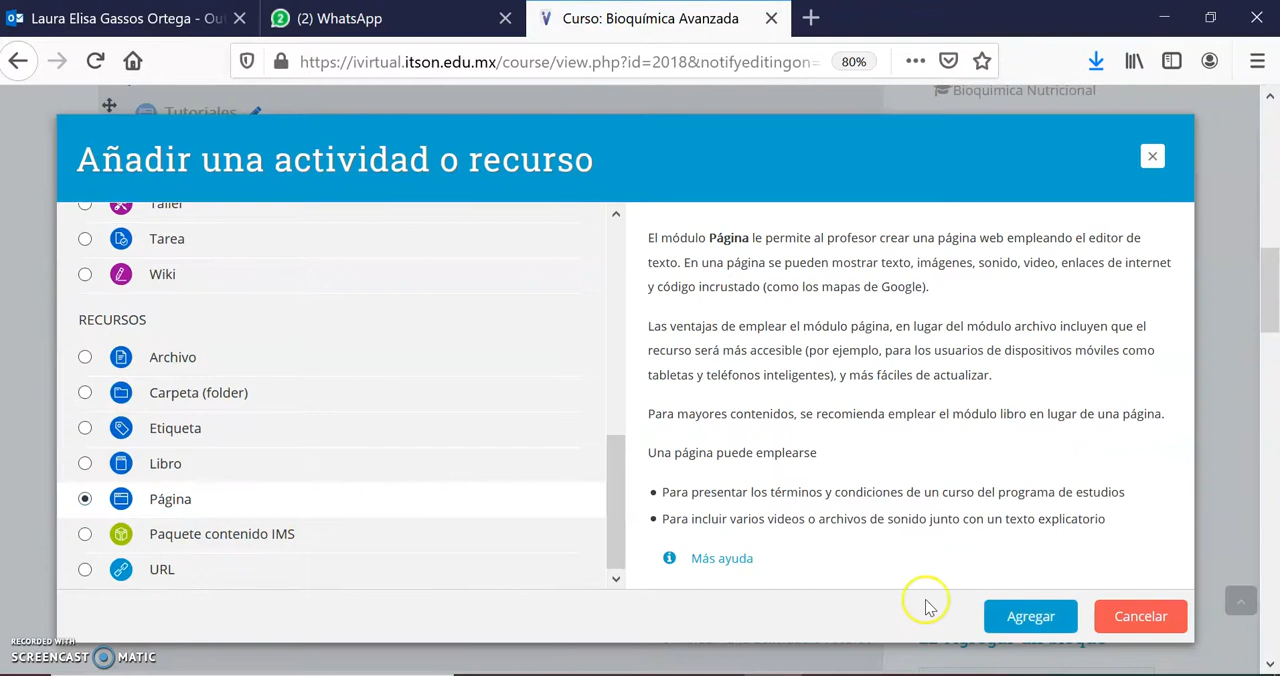 Laura Elisa Gassos Ortega - Ou
(2) WhatsApp
Curso: Bioquímica Avanzada
https://ivirtual.itson.edu.mx/course/view.php?id=2018&notifyeditingon=
80%
Tutoriales
Bioquimica Nutricional
Añadir una actividad o recurso
Taller
Tarea
Wiki
RECURSOS
Archivo
Carpeta (folder)
Etiqueta
Libro
Página
Paquete contenido IMS
URL
El módulo Página le permite al profesor crear una página web empleando el editor de
texto. En una página se pueden mostrar texto, imágenes, sonido, video, enlaces de internet
y código incrustado (como los mapas de Google).
Las ventajas de emplear el módulo página, en lugar del módulo archivo incluyen que el
recurso será más accesible (por ejemplo, para los usuarios de dispositivos móviles como
tabletas y teléfonos inteligentes), y más fáciles de actualizar.
Para mayores contenidos, se recomienda emplear el módulo libro en lugar de una página.
Una página puede emplearse
Para presentar los términos y condiciones de un curso del programa de estudios
Para incluir varios videos o archivos de sonido junto con un texto explicatorio
Más ayuda
Agregar
Cancelar
RECORDED WITH
SCREENCAST MATIC